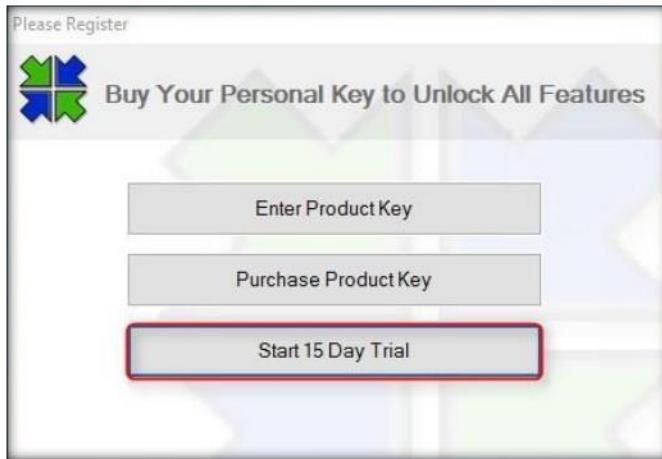 Please Register
Buy Your Personal Key to Unlock All Features
Enter Product Key
Purchase Product Key
Start 15 Day Trial